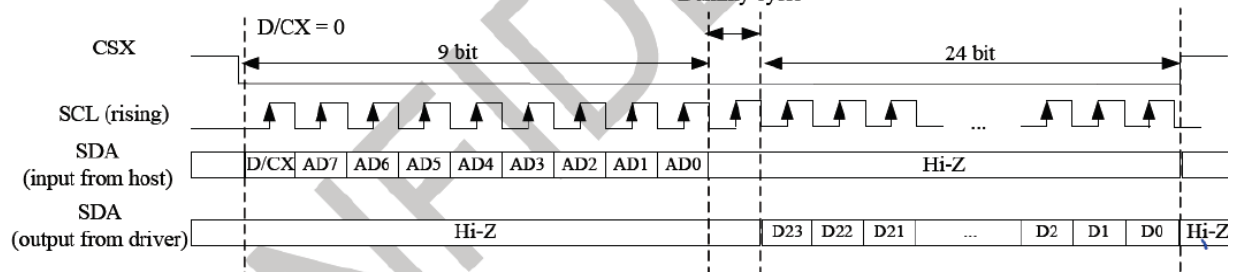 D/CX = 0
CSX
9 bit
24 bit
SCL (rising)
...
SDA
(input from host)
D/CX AD7 AD6 AD5 AD4 AD3 AD2 AD1 AD0
Hi-Z
SDA
(output from driver)
Hi-Z
D23 D22 D21 ... D2 D1 D0 Hi-Z